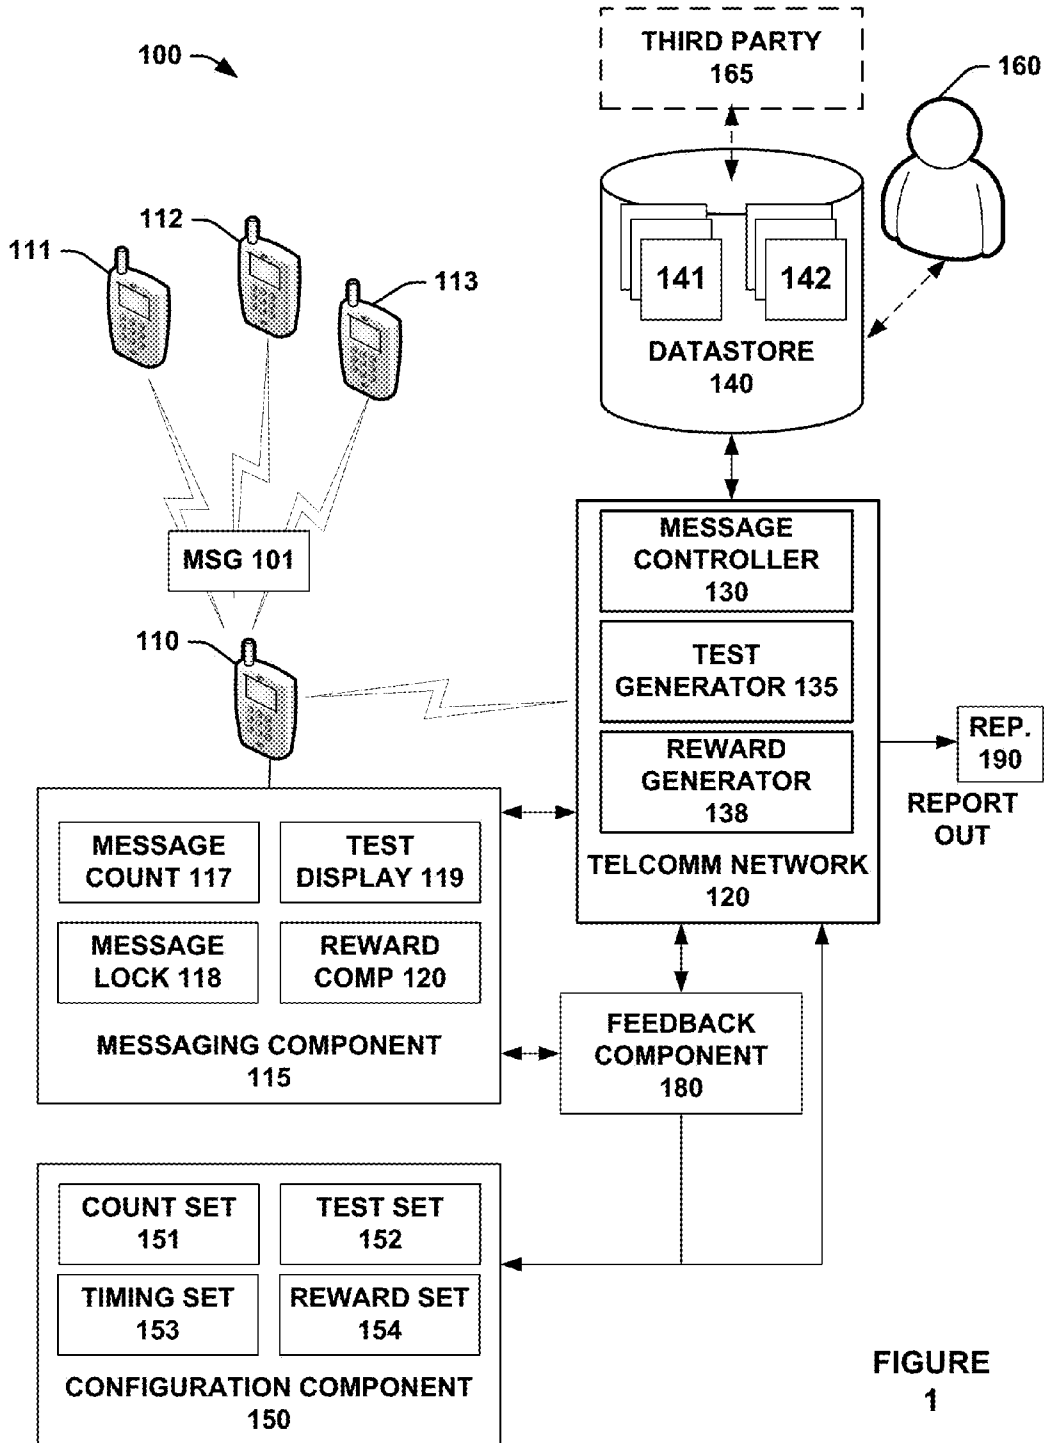 100
THIRD PARTY
165
160
111
112
113
141
142
DATASTORE
140
MSG 101
110
MESSAGE
CONTROLLER
130
TEST
GENERATOR 135
REWARD
GENERATOR
138
TELCOMM NETWORK
120
REP.
190
REPORT
OUT
MESSAGE
COUNT 117
TEST
DISPLAY 119
MESSAGE
LOCK 118
REWARD
COMP 120
MESSAGING COMPONENT
115
FEEDBACK
COMPONENT
180
COUNT SET
151
TEST SET
152
TIMING SET
153
REWARD SET
154
CONFIGURATION COMPONENT
150
FIGURE
1